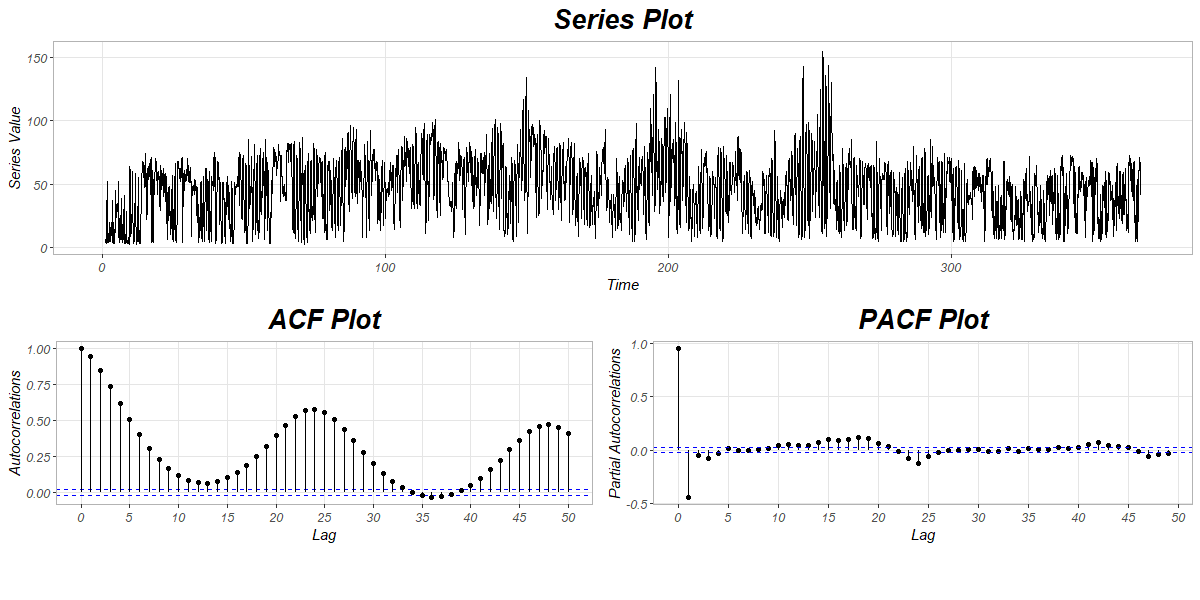 Series Plot
150
100
50
0
Series Value
0 100 200 300
Time
ACF Plot
1.00
0.75
0.50
0.25
0.00
Autocorrelations
0 5 10 15 20 25 30 35 40 45 50
Lag
PACF Plot
1.0
0.5
0.0
-0.5
Partial Autocorrelations
0 5 10 15 20 25 30 35 40 45 50
Lag